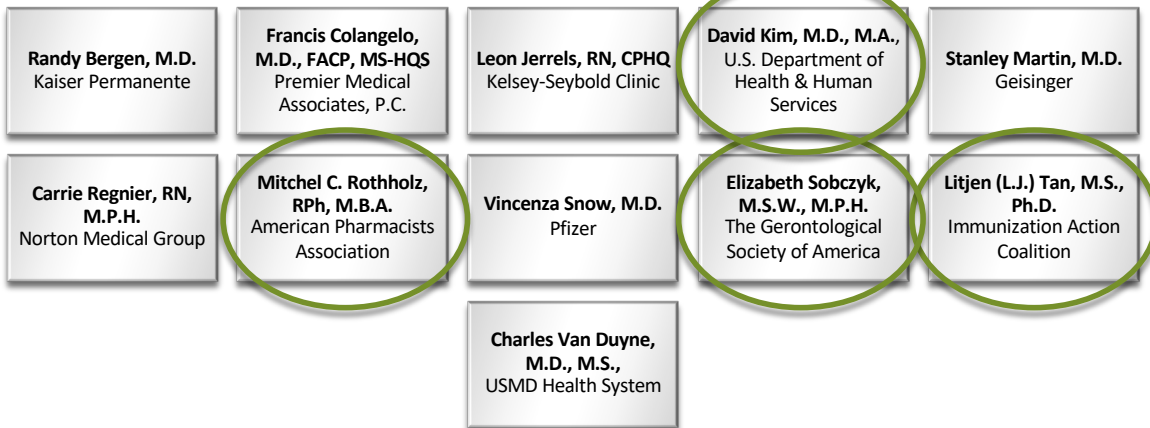 Randy Bergen, M.D.
Kaiser Permanente
Francis Colangelo,
M.D., FACP, MS-HQS
Premier Medical
Associates, P.C.
Leon Jerrels, RN, CPHQ
Kelsey-Seybold Clinic
David Kim, M.D., M.A.,
U.S. Department of
Health & Human
Services
Stanley Martin, M.D.
Geisinger
Carrie Regnier, RN,
M.P.H.
Norton Medical Group
Mitchel C. Rothholz,
RPh, M.B.A.
American Pharmacists
Association
Vincenza Snow, M.D.
Pfizer
Elizabeth Sobczyk,
M.S.W., M.P.H.
The Gerontological
Society of America
Litjen (L.J.) Tan, M.S.,
Ph.D.
Immunization Action
Coalition
Charles Van Duyne,
M.D., M.S.,
USMD Health System